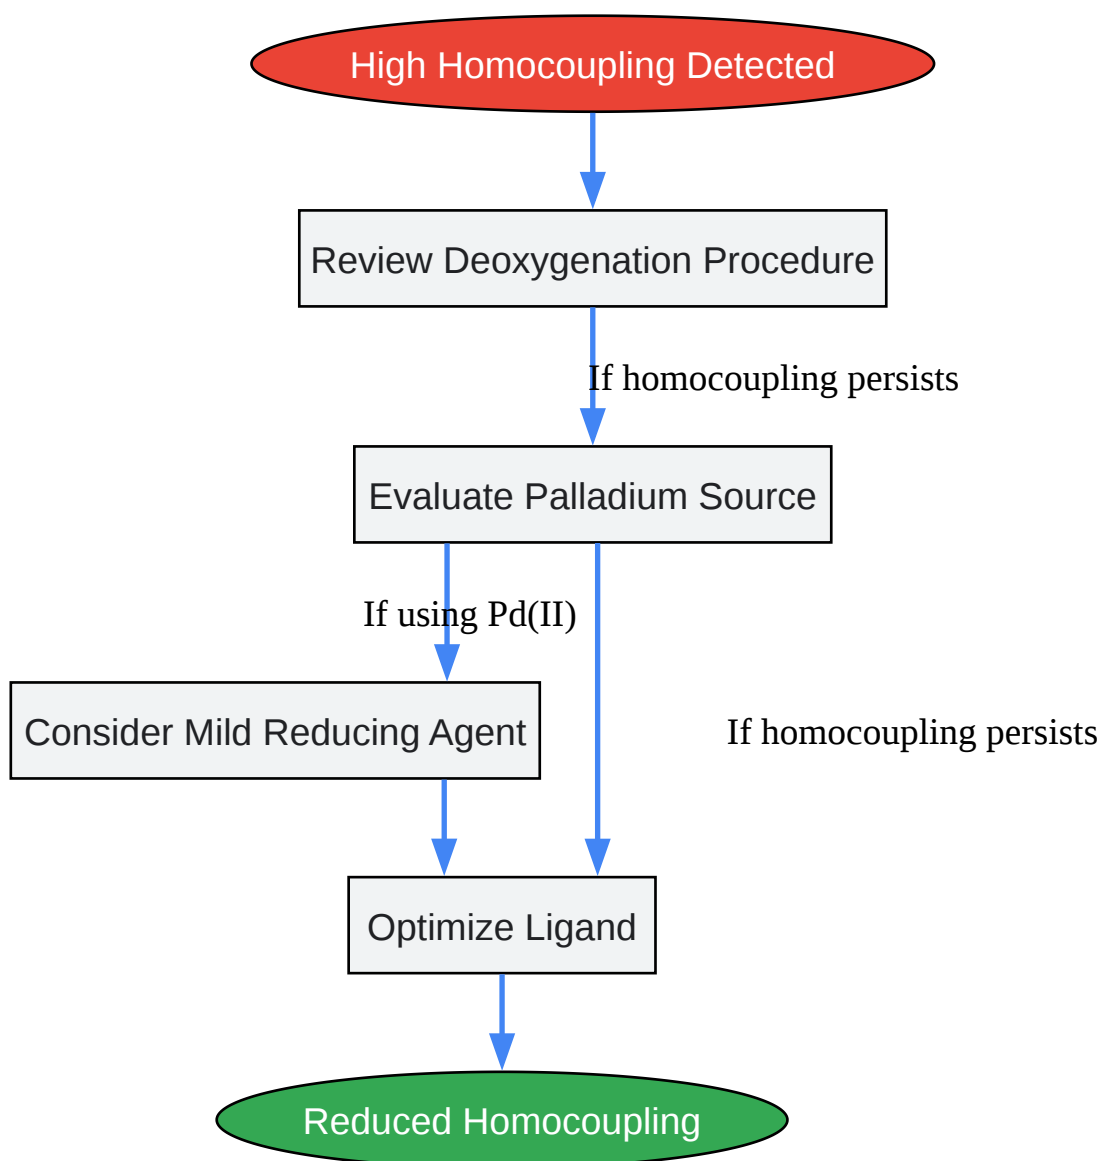 High Homocoupling Detected
Review Deoxygenation Procedure
If homocoupling persists
Evaluate Palladium Source
If using Pd(II)
Consider Mild Reducing Agent
If homocoupling persists
Optimize Ligand
Reduced Homocoupling